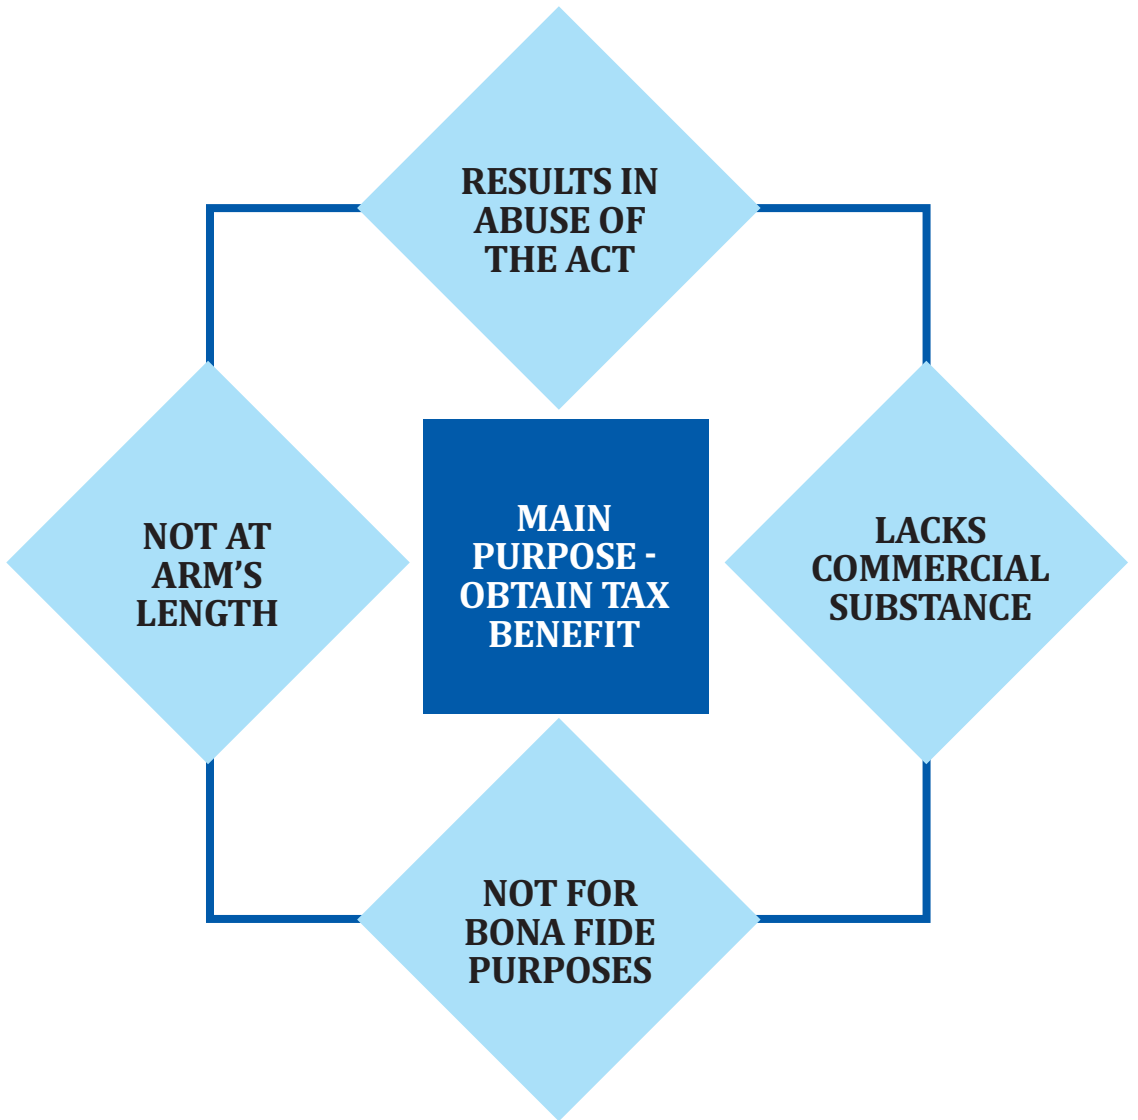 RESULTS IN
ABUSE OF
THE ACT
NOT AT
ARM'S
LENGTH
MAIN
PURPOSE -
OBTAIN TAX
BENEFIT
LACKS
COMMERCIAL
SUBSTANCE
NOT FOR
BONA FIDE
PURPOSES